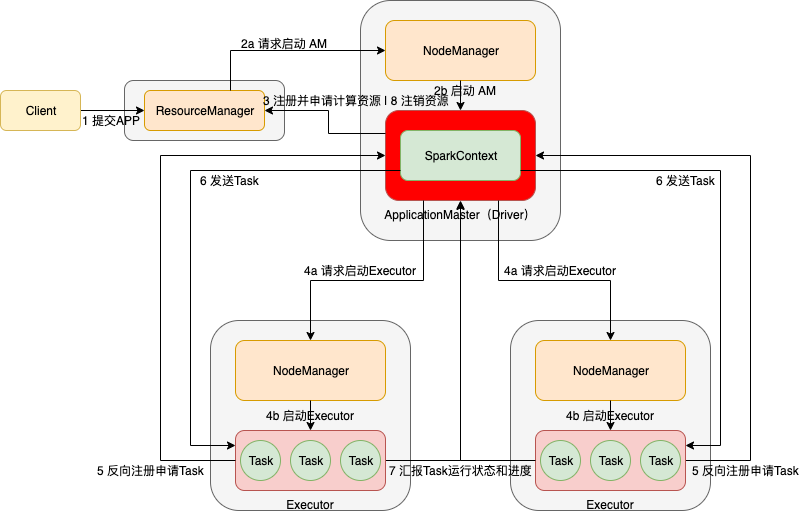 2a 请求启动 AM
NodeManager
2b 启动 AM
Client
1 提交APP
ResourceManager
3 注册并申请计算资源 | 8 注销资源
SparkContext
6 发送Task
6 发送Task
ApplicationMaster（Driver）
4a 请求启动Executor
4a 请求启动Executor
NodeManager
NodeManager
4b 启动Executor
4b 启动Executor
Task
Task
Task
Task
Task
Task
5 反向注册申请Task
7 汇报Task运行状态和进度
5 反向注册申请Task
Executor
Executor